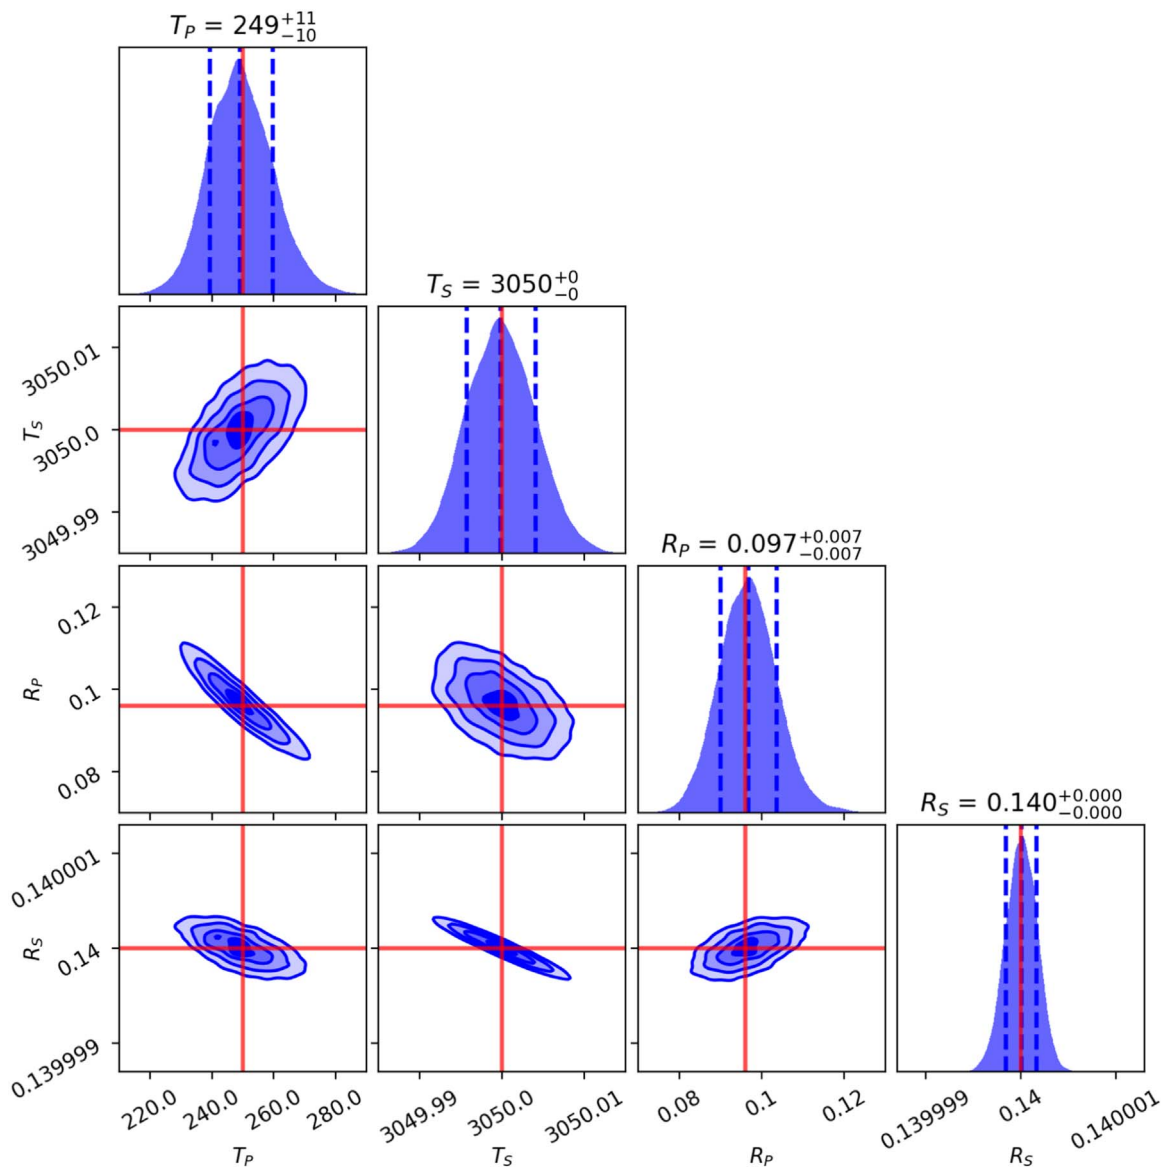 T_P = 249^{+11}_{-10}
T_S = 3050^{+0}_{-0}
3050.01
3050.0
3049.99
T_S
R_P = 0.097^{+0.007}_{-0.007}
0.12
0.1
0.08
R_P
R_S = 0.140^{+0.000}_{-0.000}
0.140001
0.14
0.139999
R_S
220.0 240.0 260.0 280.0
3049.99 3050.0 3050.01
0.08 0.1 0.12
0.139999 0.14 0.140001
T_P T_S R_P R_S